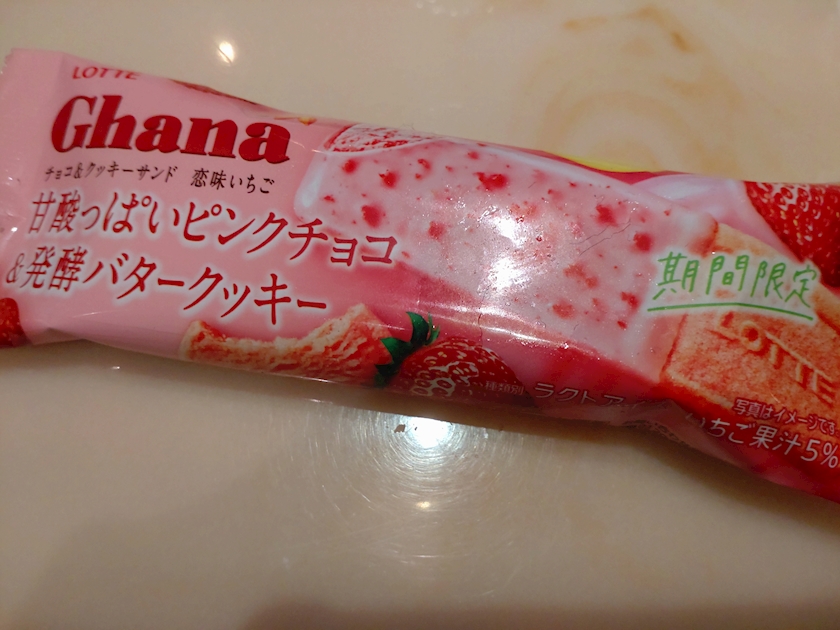 LOTTE
Ghana
チョコ&クッキーサンド 恋味いちご
甘酸っぱいピンクチョコ
&発酵バタークッキー
期間限定
LOTTE
種類別 ラクトアイ
写真はイメージです
いちご果汁5%